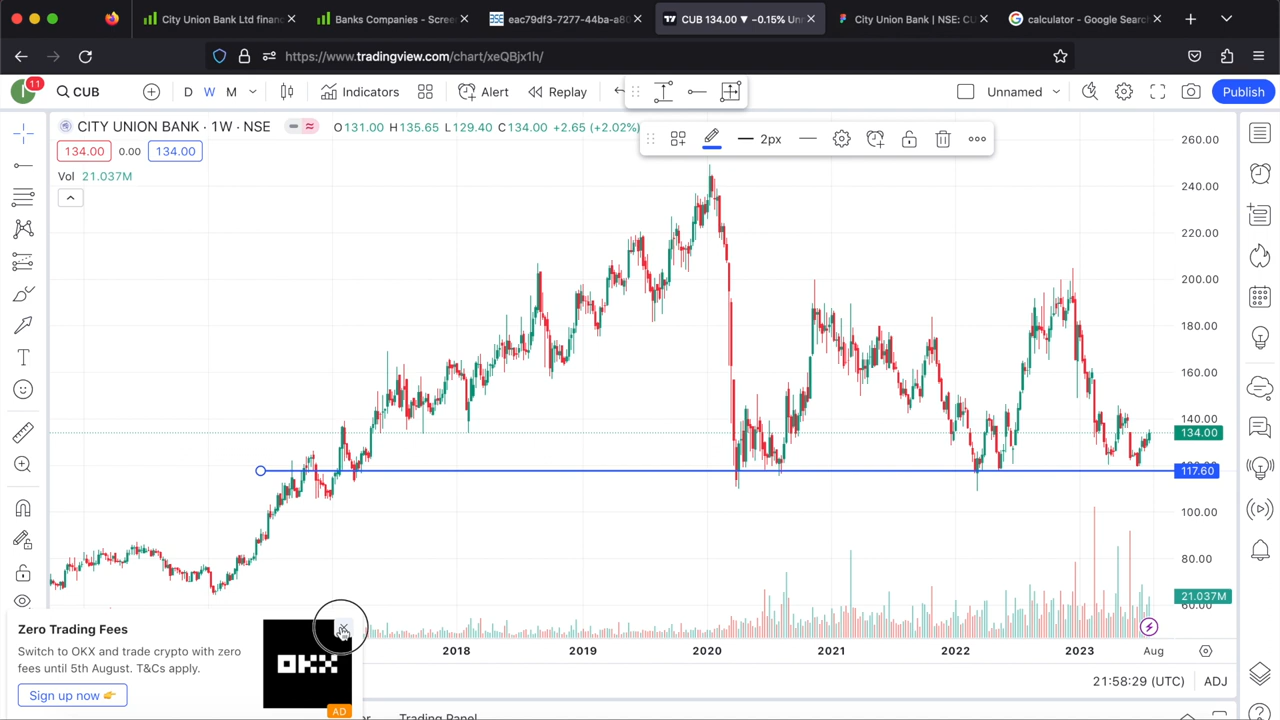 City Union Bank Ltd financ
Banks Companies - Screen
eac79df3-7277-44ba-a80
CUB 134.00 ▼ −0.15% Unn
City Union Bank | NSE: CU
calculator - Google Searc
https://www.tradingview.com/chart/xeQBjx1h/
11
CUB
D W M
Indicators
Alert
Replay
Unnamed
Publish
CITY UNION BANK · 1W · NSE
O131.00 H135.65 L129.40 C134.00 +2.65 (+2.02%)
2px
134.00 0.00 134.00
Vol 21.037M
260.00
240.00
220.00
200.00
180.00
160.00
140.00
134.00
117.60
100.00
80.00
21.037M
60.00
Zero Trading Fees
Switch to OKX and trade crypto with zero
fees until 5th August. T&Cs apply.
Sign up now
OKX
AD
2018 2019 2020 2021 2022 2023 Aug
21:58:29 (UTC) ADJ
Trading Panel